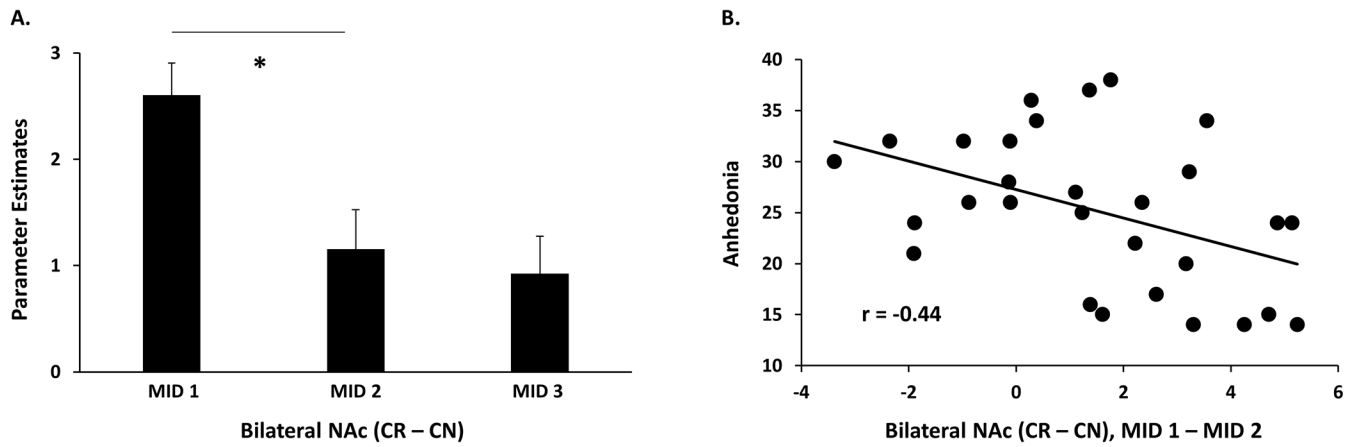 A.
*
3
2
1
0
Parameter Estimates
MID 1 MID 2 MID 3
Bilateral NAc (CR – CN)
B.
40
35
30
25
20
15
10
Anhedonia
r = -0.44
-4 -2 0 2 4 6
Bilateral NAc (CR – CN), MID 1 – MID 2